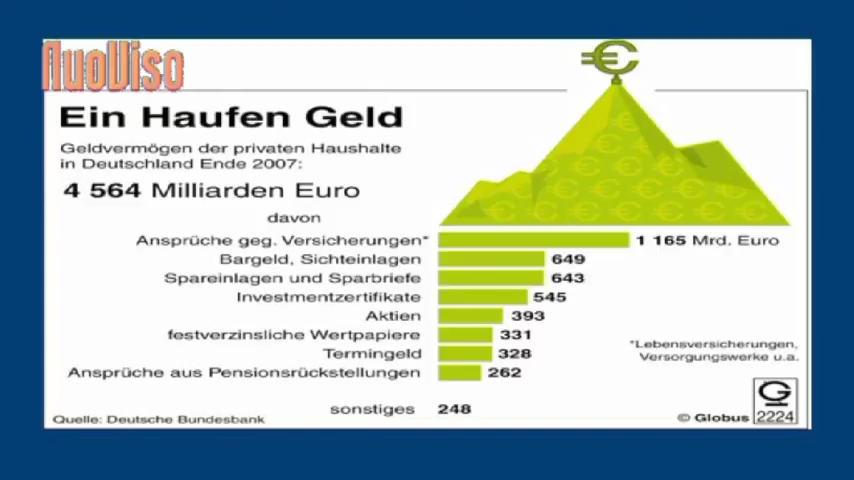 NuoViso
Ein Haufen Geld
Geldvermögen der privaten Haushalte
in Deutschland Ende 2007:
4 564 Milliarden Euro
davon
Ansprüche geg. Versicherungen* 1 165 Mrd. Euro
Bargeld, Sichteinlagen 649
Spareinlagen und Sparbriefe 643
Investmentzertifikate 545
Aktien 393
festverzinsliche Wertpapiere 331
Termingeld 328
Ansprüche aus Pensionsrückstellungen 262
sonstiges 248
*Lebensversicherungen,
Versorgungswerke u.a.
Quelle: Deutsche Bundesbank
© Globus 2224